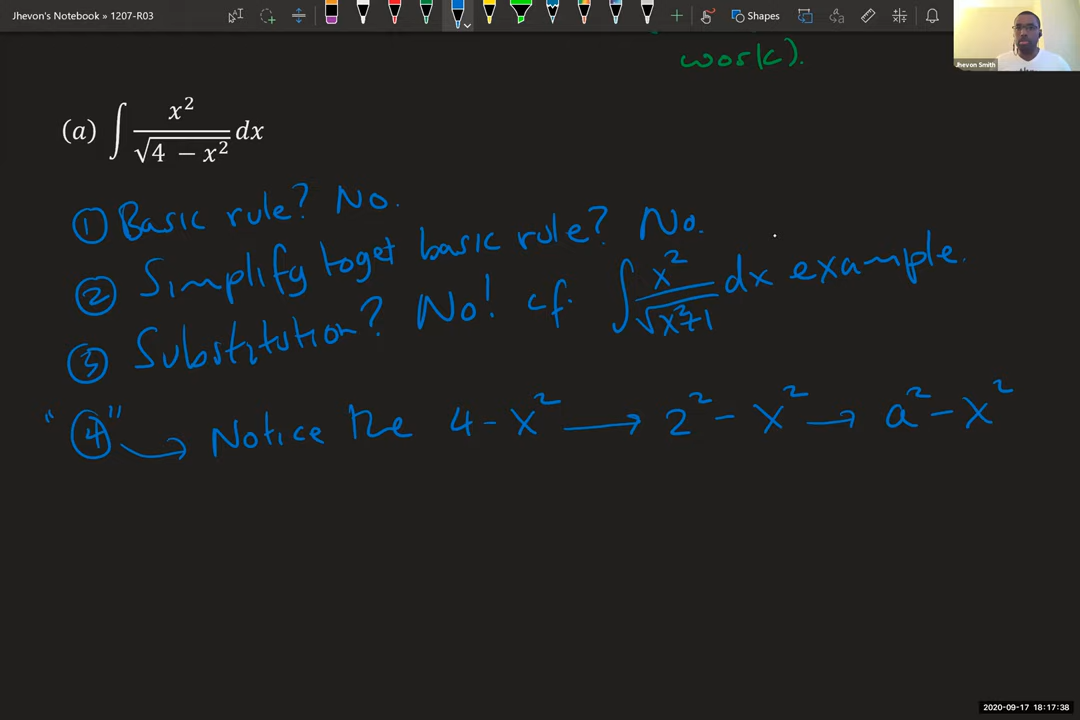 Jhevon's Notebook » 1207-R03
Shapes
Jhevon Smith
work).
(a) ∫ x²/√(4 − x²) dx
① Basic rule? No.
② Simplify to get basic rule? No.
③ Substitution? No! cf. ∫ x²/√(x²+1) dx example.
"④" → Notice the 4 - x² → 2² - x² → a² - x²
2020-09-17 18:17:38